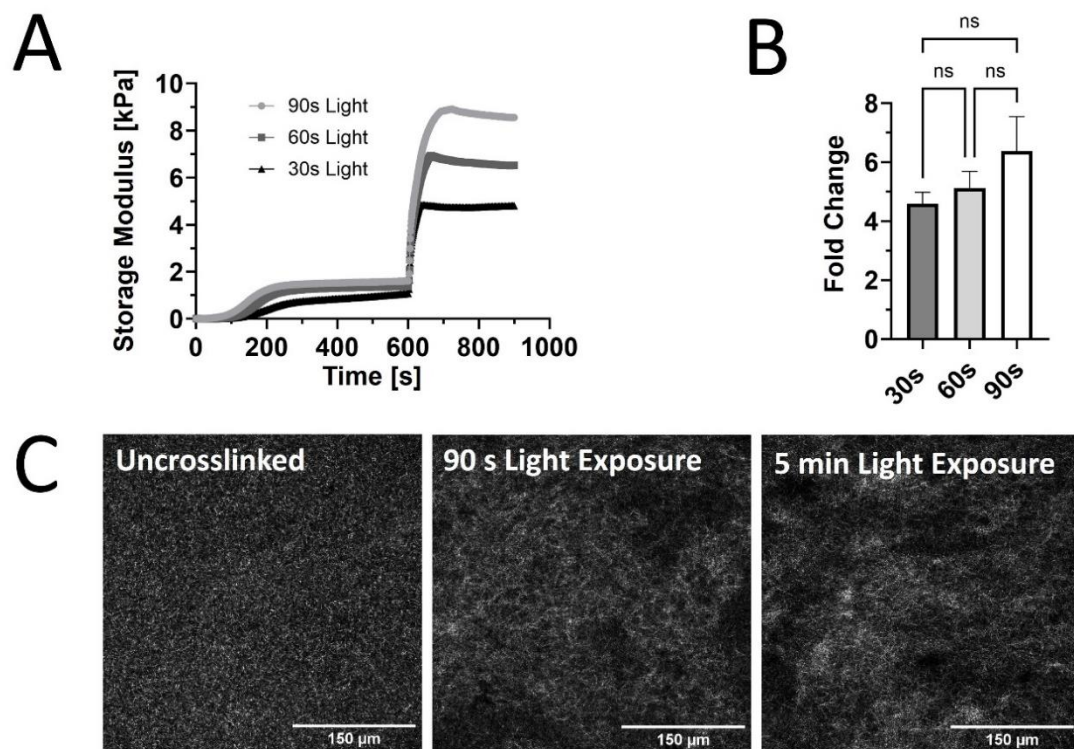 A
Storage Modulus [kPa]
10
8
6
4
2
0
90s Light
60s Light
30s Light
0 200 400 600 800 1000
Time [s]
B
ns
ns ns
Fold Change
8
6
4
2
0
30s 60s 90s
C
Uncrosslinked
150 µm
90 s Light Exposure
150 µm
5 min Light Exposure
150 µm